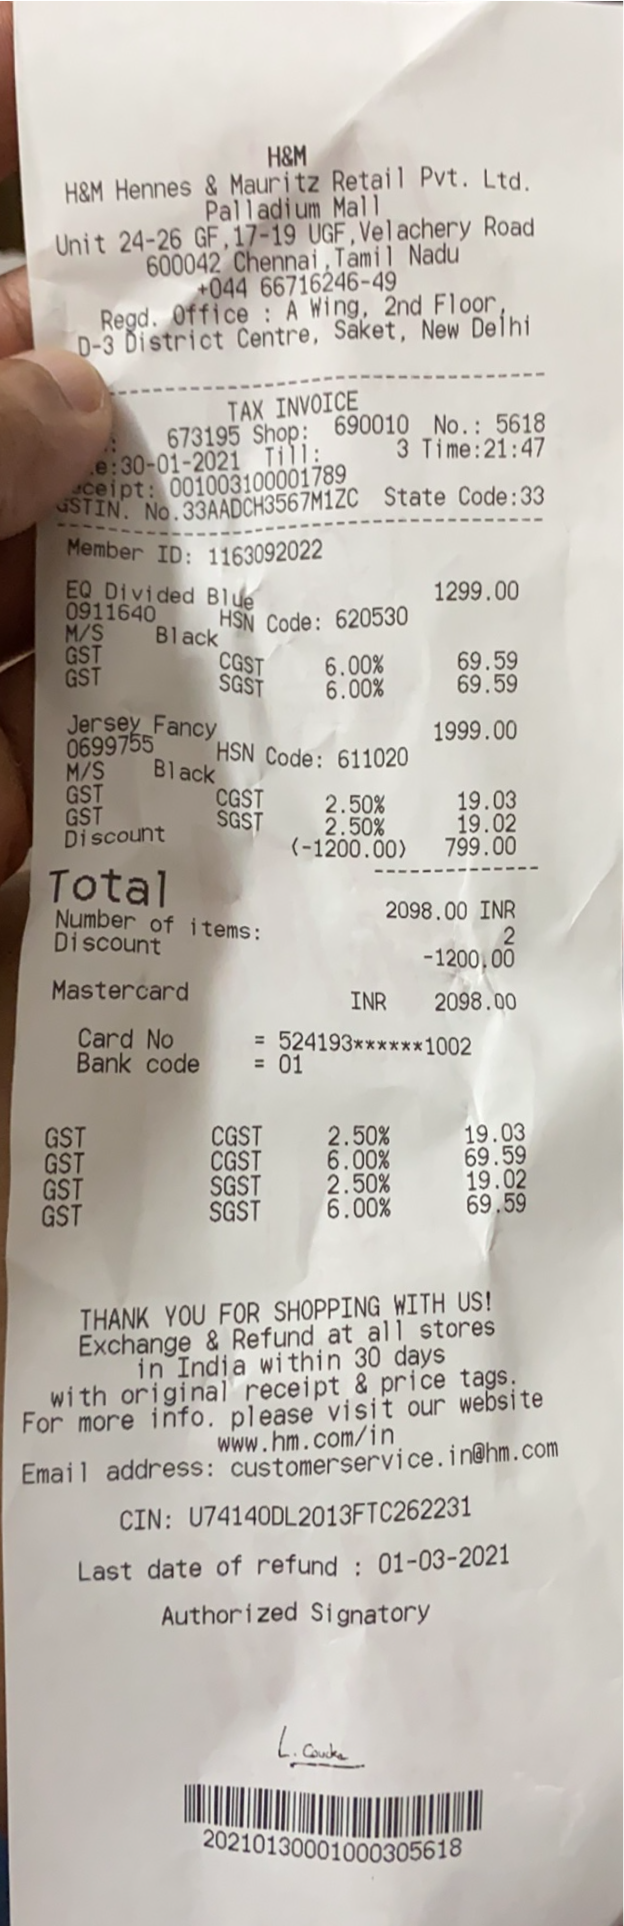 H&M
H&M Hennes & Mauritz Retail Pvt. Ltd.
Palladium Mall
Unit 24-26 GF,17-19 UGF,Velachery Road
600042 Chennai,Tamil Nadu
+044 66716246-49
Regd. Office : A Wing, 2nd Floor,
D-3 District Centre, Saket, New Delhi
TAX INVOICE
673195 Shop: 690010 No.: 5618
e:30-01-2021 Till: 3 Time:21:47
ceipt: 001003100001789
GSTIN. No.33AADCH3567M1ZC State Code:33
Member ID: 1163092022
EQ Divided Blue 1299.00
0911640 HSN Code: 620530
M/S Black
GST CGST 6.00% 69.59
GST SGST 6.00% 69.59
Jersey Fancy 1999.00
0699755 HSN Code: 611020
M/S Black
GST CGST 2.50% 19.03
GST SGST 2.50% 19.02
Discount (-1200.00) 799.00
Total 2098.00 INR
Number of items: 2
Discount -1200.00
Mastercard INR 2098.00
Card No = 524193******1002
Bank code = 01
GST CGST 2.50% 19.03
GST CGST 6.00% 69.59
GST SGST 2.50% 19.02
GST SGST 6.00% 69.59
THANK YOU FOR SHOPPING WITH US!
Exchange & Refund at all stores
in India within 30 days
with original receipt & price tags.
For more info. please visit our website
www.hm.com/in
Email address: customerservice.in@hm.com
CIN: U74140DL2013FTC262231
Last date of refund : 01-03-2021
Authorized Signatory
L.
202101300001000305618